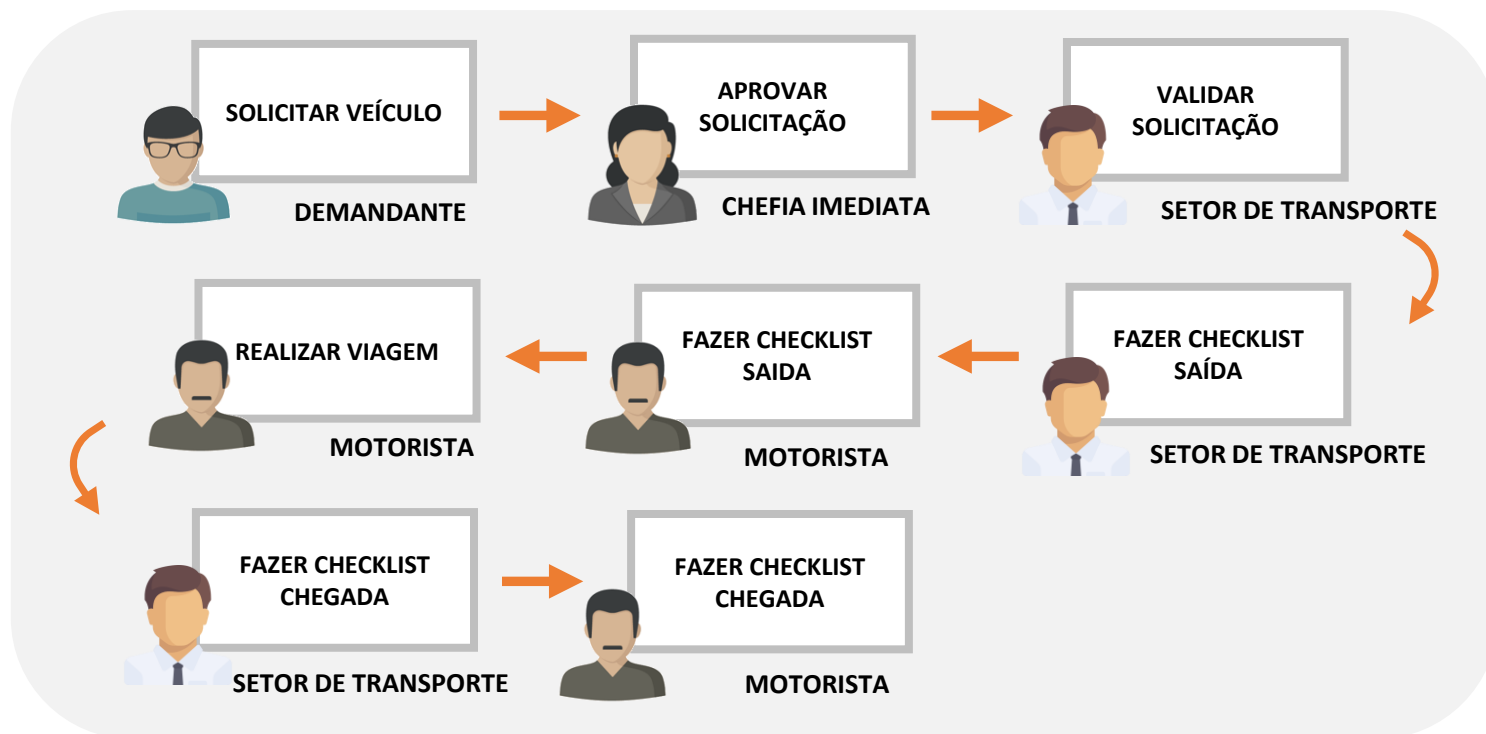 SOLICITAR VEÍCULO
DEMANDANTE
APROVAR
SOLICITAÇÃO
CHEFIA IMEDIATA
VALIDAR
SOLICITAÇÃO
SETOR DE TRANSPORTE
FAZER CHECKLIST
SAÍDA
SETOR DE TRANSPORTE
FAZER CHECKLIST
SAIDA
MOTORISTA
REALIZAR VIAGEM
MOTORISTA
FAZER CHECKLIST
CHEGADA
SETOR DE TRANSPORTE
FAZER CHECKLIST
CHEGADA
MOTORISTA